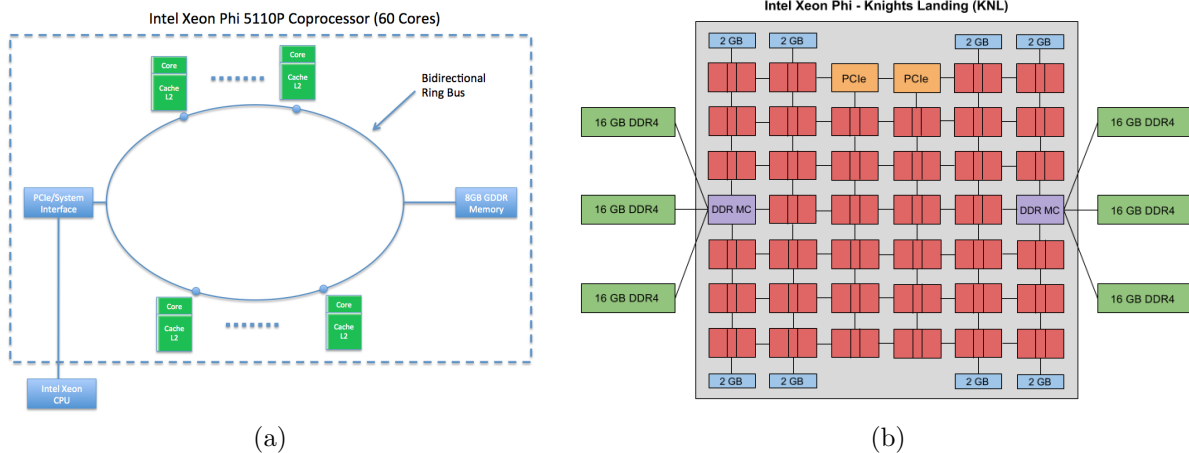 Intel Xeon Phi 5110P Coprocessor (60 Cores)
Core
Cache
L2
Core
Cache
L2
Bidirectional
Ring Bus
PCIe/System
Interface
8GB GDDR
Memory
Core
Cache
L2
Core
Cache
L2
Intel Xeon
CPU
(a)
Intel Xeon Phi - Knights Landing (KNL)
2 GB
2 GB
2 GB
2 GB
PCIe
PCIe
16 GB DDR4
16 GB DDR4
16 GB DDR4
DDR MC
DDR MC
16 GB DDR4
16 GB DDR4
16 GB DDR4
2 GB
2 GB
2 GB
2 GB
(b)